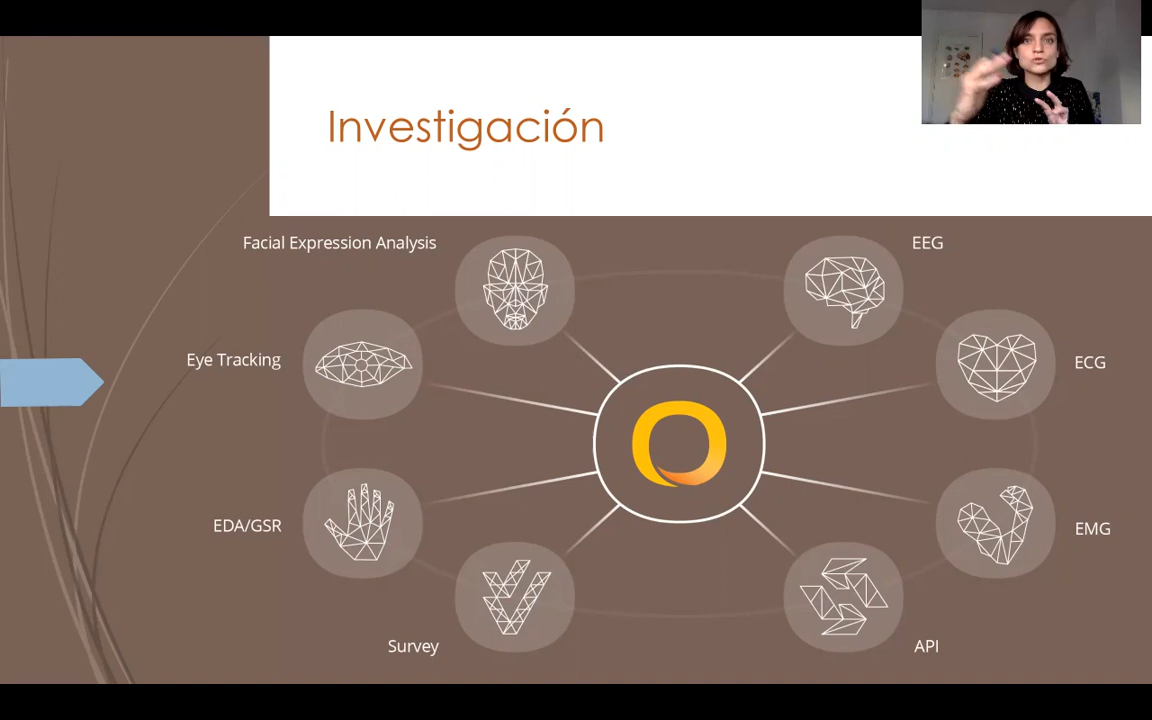 Investigación
Facial Expression Analysis
EEG
Eye Tracking
ECG
EDA/GSR
EMG
Survey
API